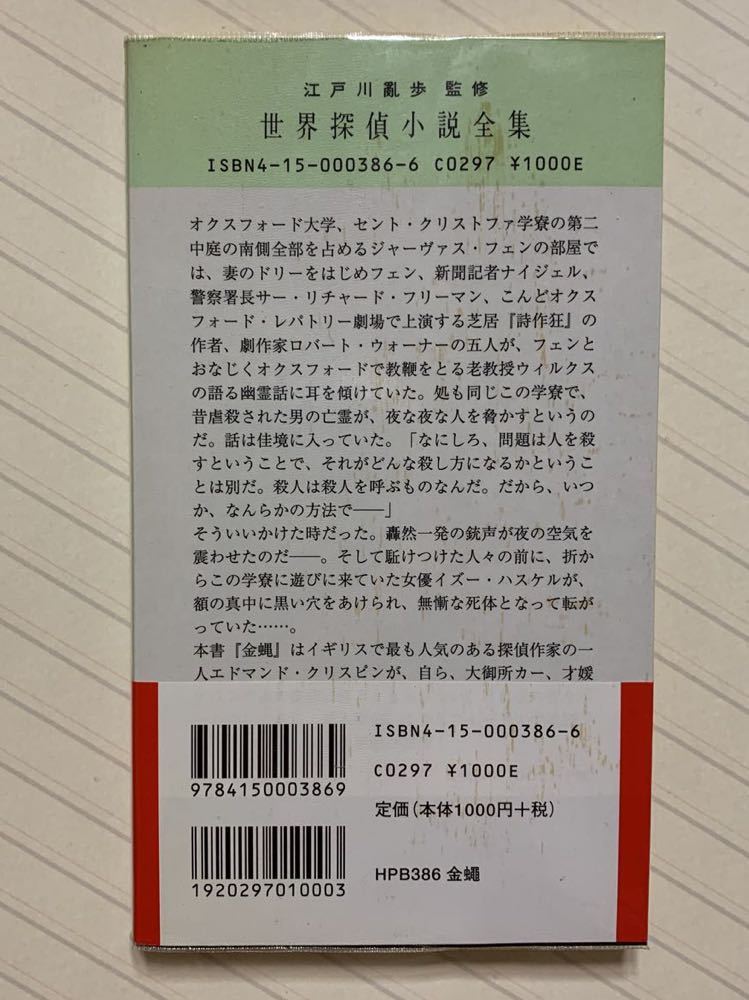 江戸川亂歩 監修
世界探偵小説全集
ISBN4-15-000386-6 C0297 ¥1000E
オクスフォード大学、セント・クリストファ学寮の第二
中庭の南側全部を占めるジャーヴァス・フェンの部屋で
は、妻のドリーをはじめフェン、新聞記者ナイジェル、
警察署長サー・リチャード・フリーマン、こんどオクス
フォード・レパトリー劇場で上演する芝居『詩作狂』の
作者、劇作家ロバート・ウォーナーの五人が、フェンと
おなじくオクスフォードで教鞭をとる老教授ウィルクス
の語る幽霊話に耳を傾けていた。処も同じこの学寮で、
昔虐殺された男の亡霊が、夜な夜な人を脅かすというの
だ。話は佳境に入っていた。「なにしろ、問題は人を殺
すということで、それがどんな殺し方になるかというこ
とは別だ。殺人は殺人を呼ぶものなんだ。だから、いつ
か、なんらかの方法で――」
そういいかけた時だった。轟然一発の銃声が夜の空気を
震わせたのだ――。そして駈けつけた人々の前に、折か
らこの学寮に遊びに来ていた女優イズー・ハスケルが、
額の真中に黒い穴をあけられ、無慚な死体となって転が
っていた……。
本書『金蠅』はイギリスで最も人気のある探偵作家の一
人エドマンド・クリスピンが、自ら、大御所カー、才媛
ISBN4-15-000386-6
C0297 ¥1000E
9784150003869
定価(本体1000円+税)
1920297010003
HPB386 金蠅